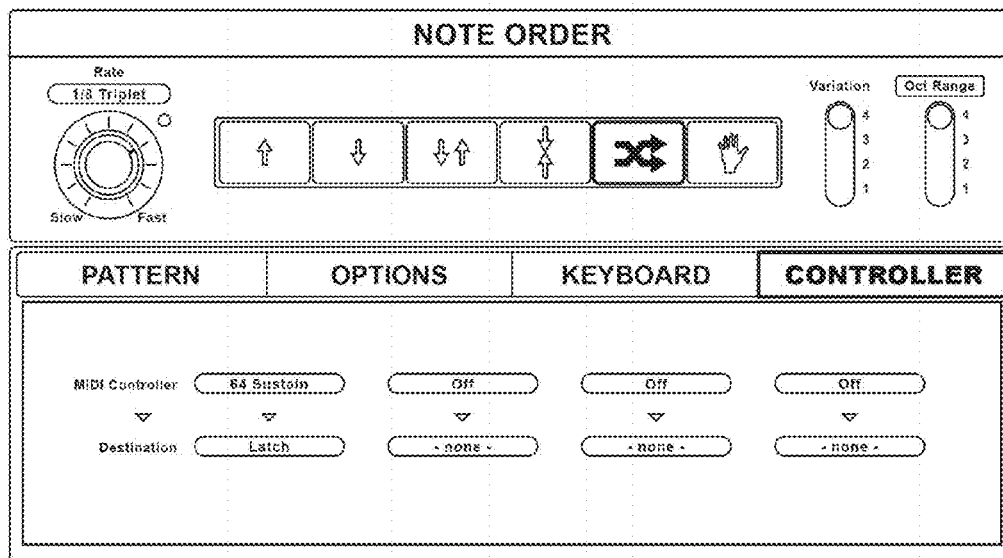 NOTE ORDER
Rate
1/8 Triplet
Slow Fast
Variation
4
3
2
1
Oct Range
4
3
2
1
PATTERN OPTIONS KEYBOARD CONTROLLER
MIDI Controller 64 Sustain Off Off Off
Destination Latch - none - - none - - none -